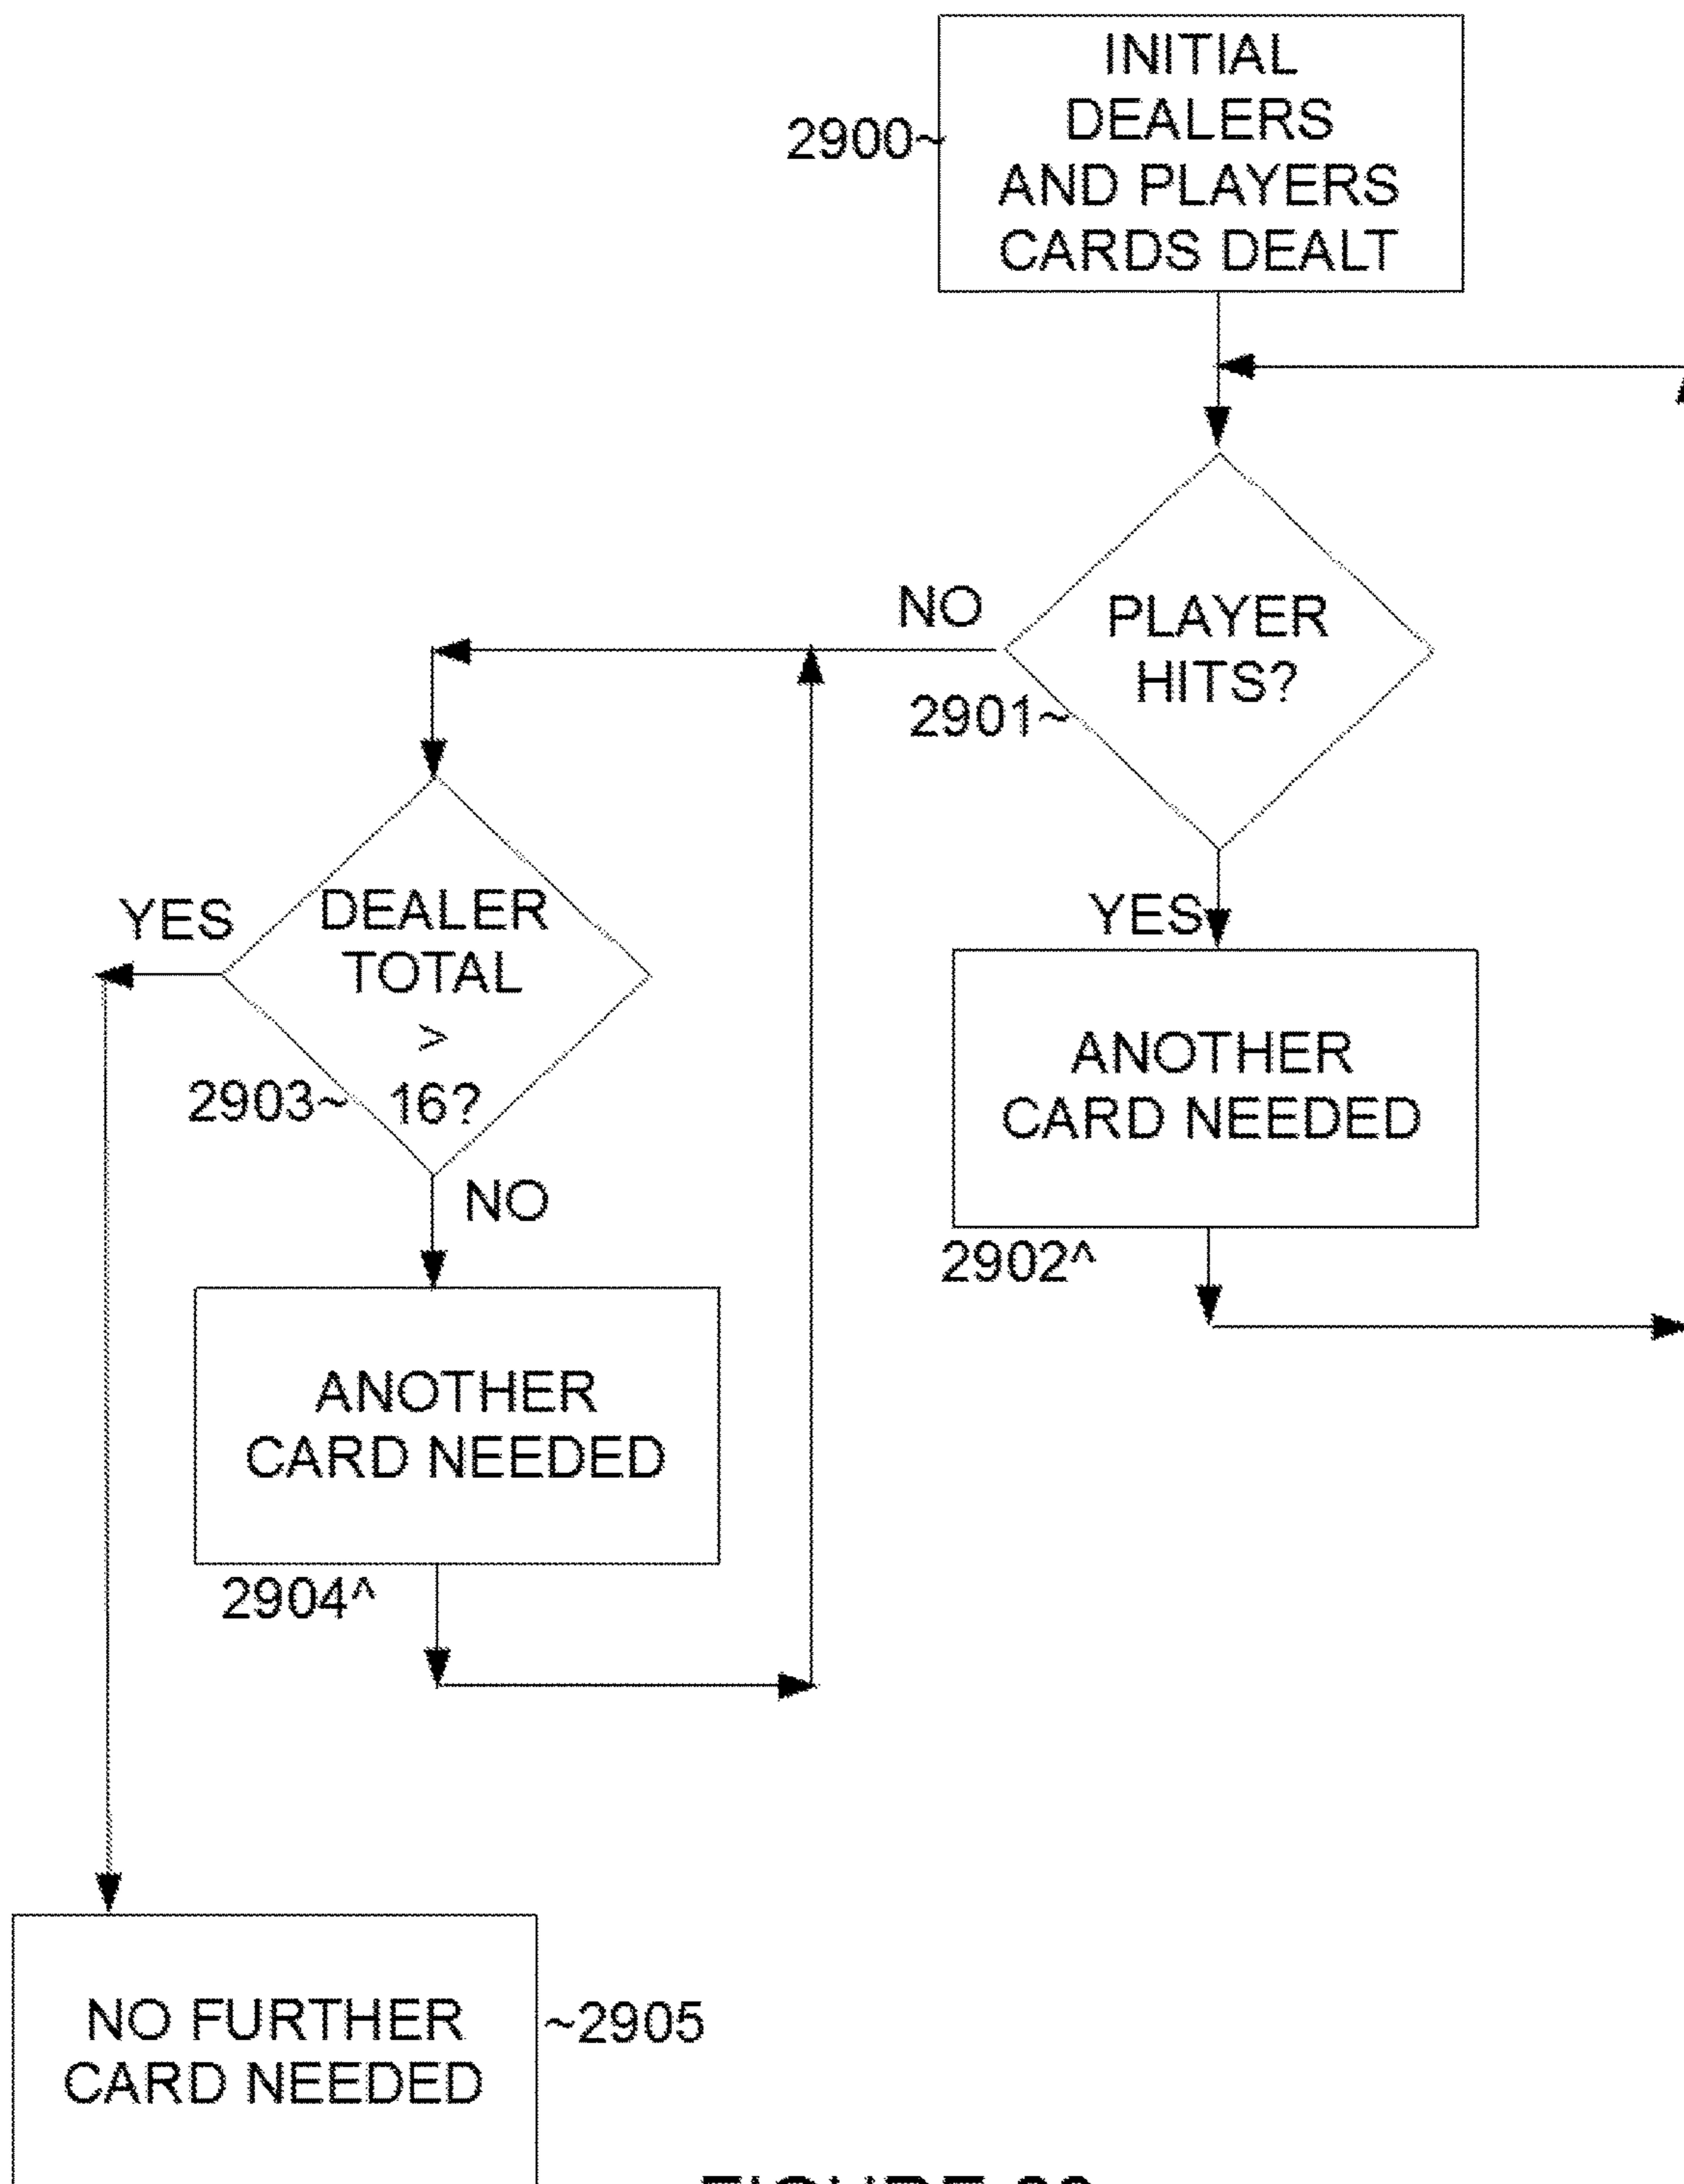 INITIAL
DEALERS
2900~
AND PLAYERS
CARDS DEALT
NO
PLAYER
HITS?
2901~
YES
DEALER
TOTAL
>
16?
2903~
YES
ANOTHER
CARD NEEDED
2902^
NO
ANOTHER
CARD NEEDED
2904^
NO FURTHER
CARD NEEDED
~2905